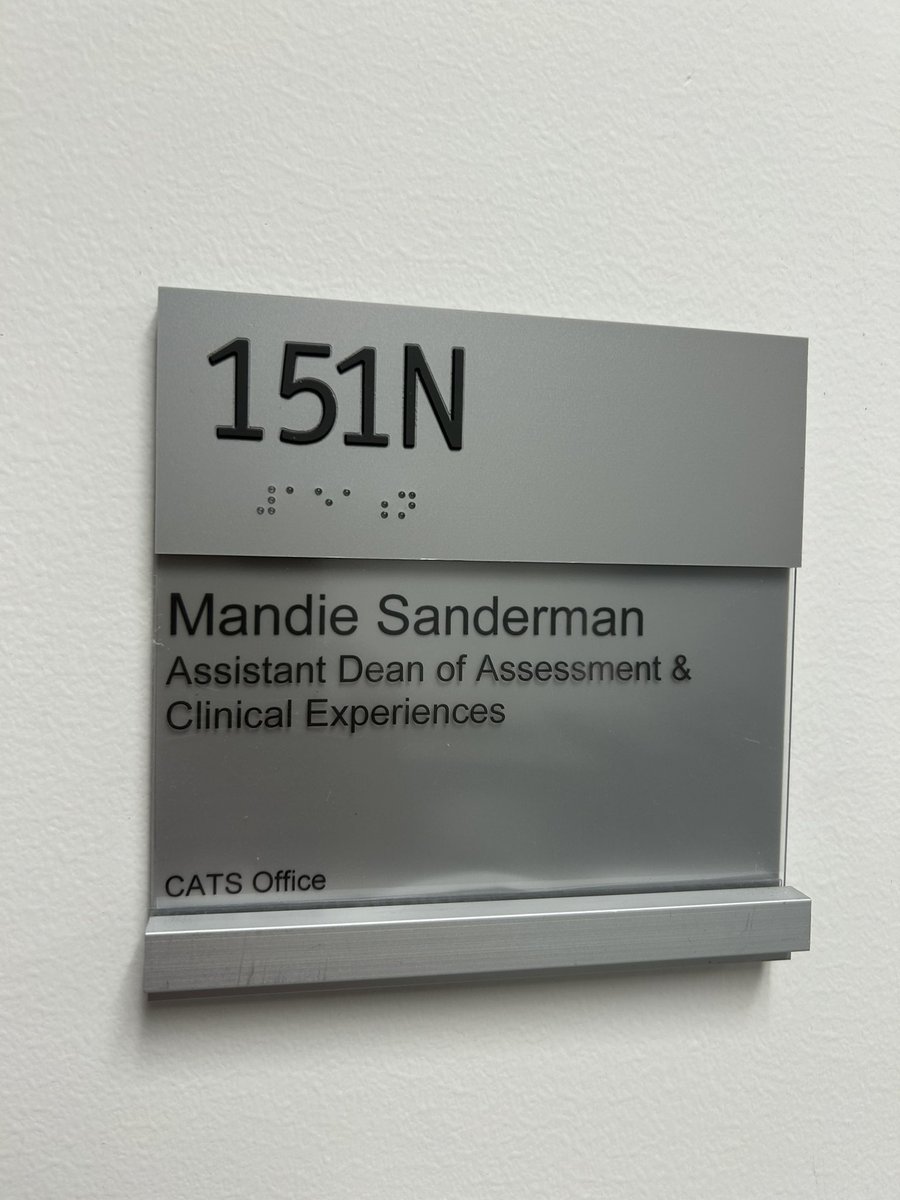 151N
⠼⠁⠑⠁⠰⠝
Mandie Sanderman
Assistant Dean of Assessment &
Clinical Experiences
CATS Office